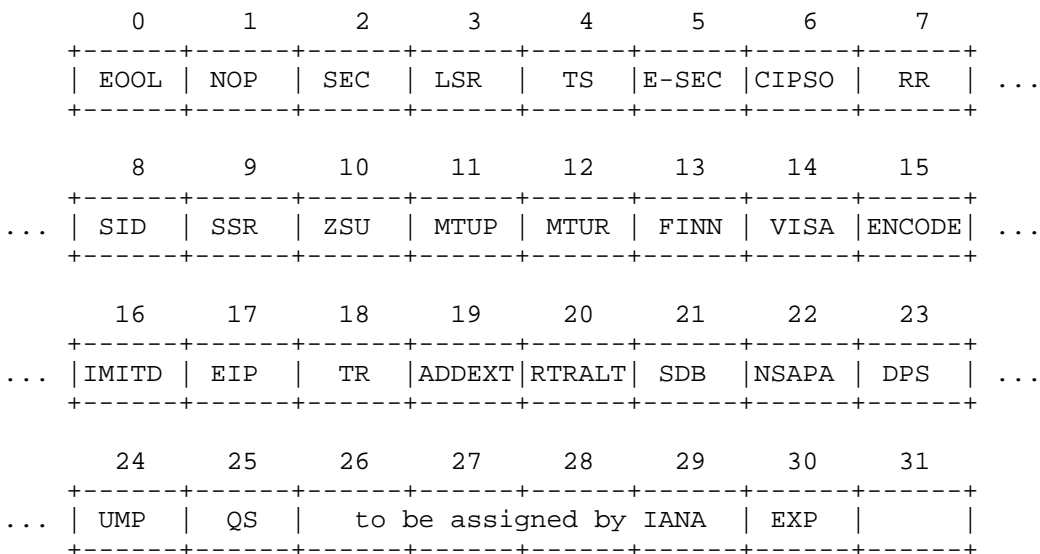 0 1 2 3 4 5 6 7
+------+------+------+------+------+------+------+------+
| EOOL | NOP | SEC | LSR | TS |E-SEC |CIPSO | RR | ...
+------+------+------+------+------+------+------+------+
8 9 10 11 12 13 14 15
+------+------+------+------+------+------+------+------+
... | SID | SSR | ZSU | MTUP | MTUR | FINN | VISA |ENCODE| ...
+------+------+------+------+------+------+------+------+
16 17 18 19 20 21 22 23
+------+------+------+------+------+------+------+------+
... |IMITD | EIP | TR |ADDEXT|RTRALT| SDB |NSAPA | DPS | ...
+------+------+------+------+------+------+------+------+
24 25 26 27 28 29 30 31
+------+------+------+------+------+------+------+------+
... | UMP | QS | to be assigned by IANA | EXP | |
+------+------+------+------+------+------+------+------+